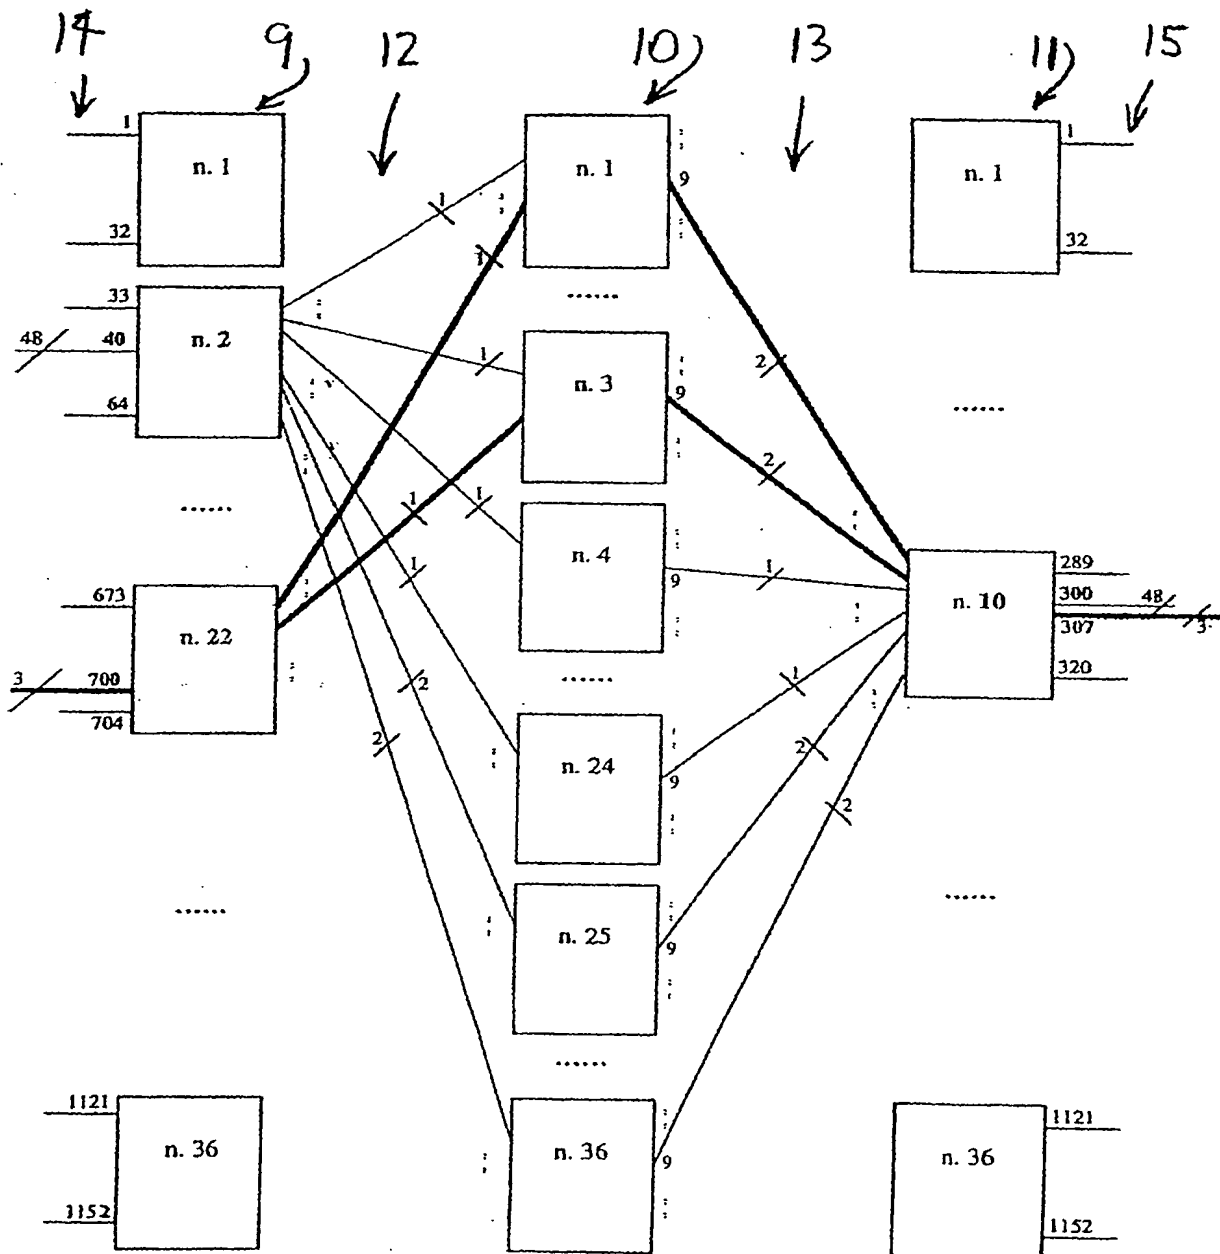 14 9 12 10 13 11 15
1 n. 1 n. 1 9 1 n. 1
32 1 1 32
33 n. 2
48 40
64
1 n. 3 9 2
......
......
2
1 1 n. 4 9 1
......
......
673 n. 22 1
3 700
704
289
n. 10 300 48
307 3
320
......
2 2 n. 24 9 1 2 2
......
n. 25 9
......
......
1121 n. 36 n. 36 9 n. 36 1121
1152 1152